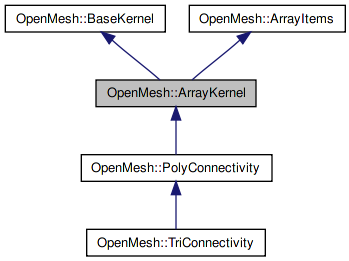 OpenMesh::BaseKernel
OpenMesh::ArrayItems
OpenMesh::ArrayKernel
OpenMesh::PolyConnectivity
OpenMesh::TriConnectivity